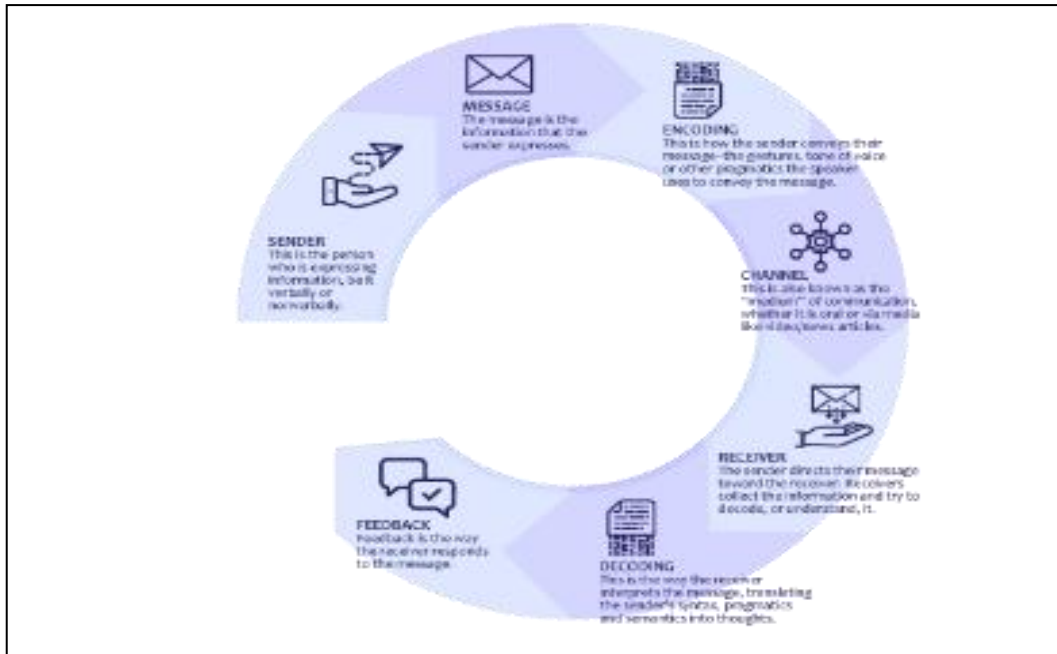 SENDER
This is the person
who is expressing
information, be it
verbally or
nonverbally.
MESSAGE
The message is the
information that the
sender expresses.
ENCODING
This is how the sender conveys their
message-the gestures, tone of voice
or other pragmatics the speaker
uses to convey the message.
CHANNEL
This is also known as the
"medium" of communication,
whether it is oral or via media
like video/news articles.
RECEIVER
The sender directs their message
toward the receiver. Receivers
collect the information and try to
decode, or understand, it.
DECODING
This is the way the receiver
interprets the message, translating
the sender's syntax, pragmatics
and semantics into thoughts.
FEEDBACK
Feedback is the way
the receiver responds
to the message.